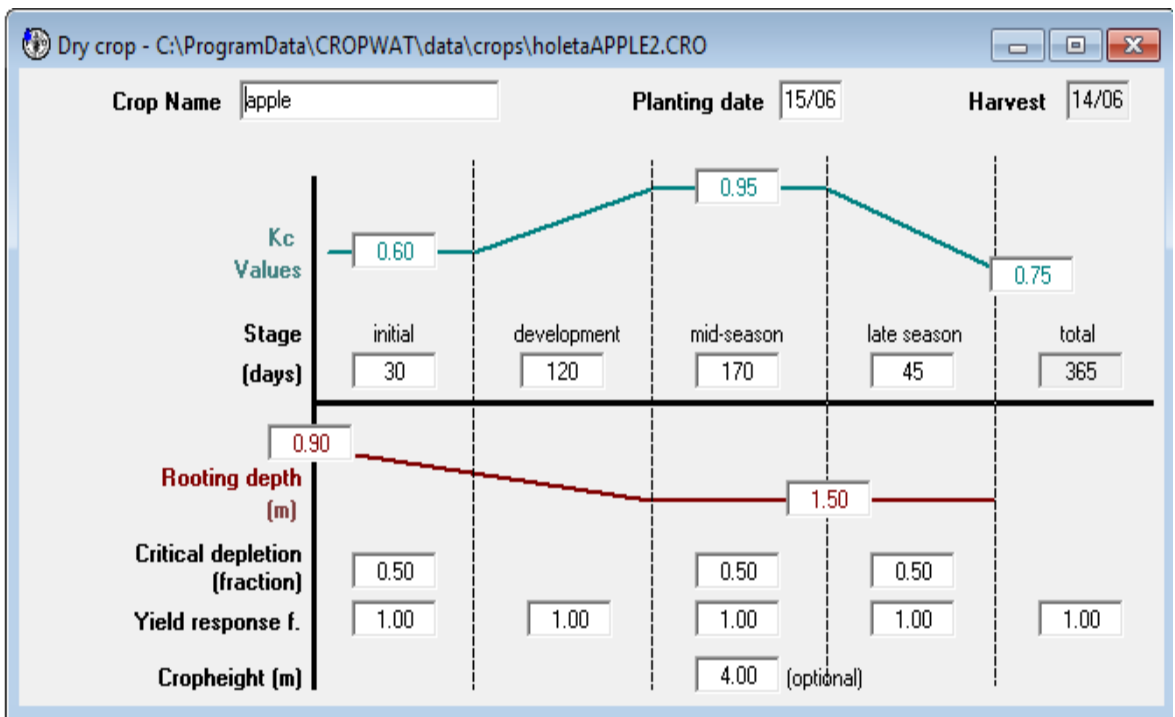 Dry crop - C:\ProgramData\CROPWAT\data\crops\holetaAPPLE2.CRO
Crop Name apple Planting date 15/06 Harvest 14/06
0.95
Kc 0.60
Values 0.75
Stage initial development mid-season late season total
(days) 30 120 170 45 365
0.90
Rooting depth 1.50
(m)
Critical depletion
(fraction) 0.50 0.50 0.50
Yield response f. 1.00 1.00 1.00 1.00 1.00
Cropheight (m) 4.00 (optional)